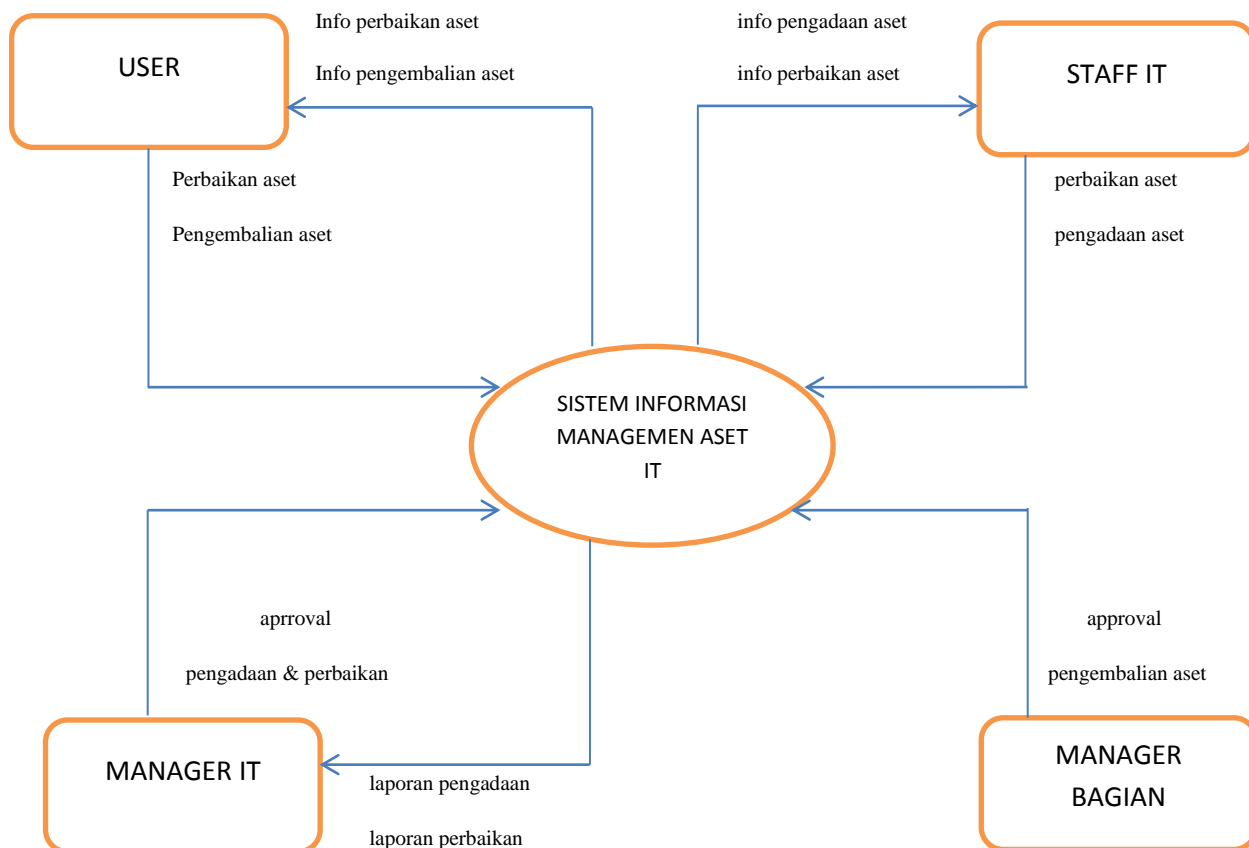 Info perbaikan aset
info pengadaan aset
USER
Info pengembalian aset
info perbaikan aset
STAFF IT
Perbaikan aset
perbaikan aset
Pengembalian aset
pengadaan aset
SISTEM INFORMASI
MANAGEMEN ASET
IT
aprroval
approval
pengadaan & perbaikan
pengembalian aset
MANAGER IT
MANAGER
BAGIAN
laporan pengadaan
laporan perbaikan